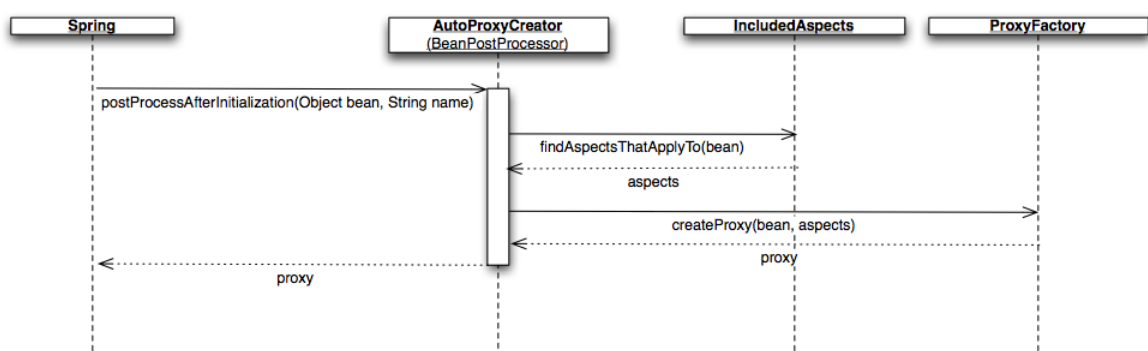 Spring
AutoProxyCreator
(BeanPostProcessor)
IncludedAspects
ProxyFactory
postProcessAfterInitialization(Object bean, String name)
findAspectsThatApplyTo(bean)
aspects
createProxy(bean, aspects)
proxy
proxy